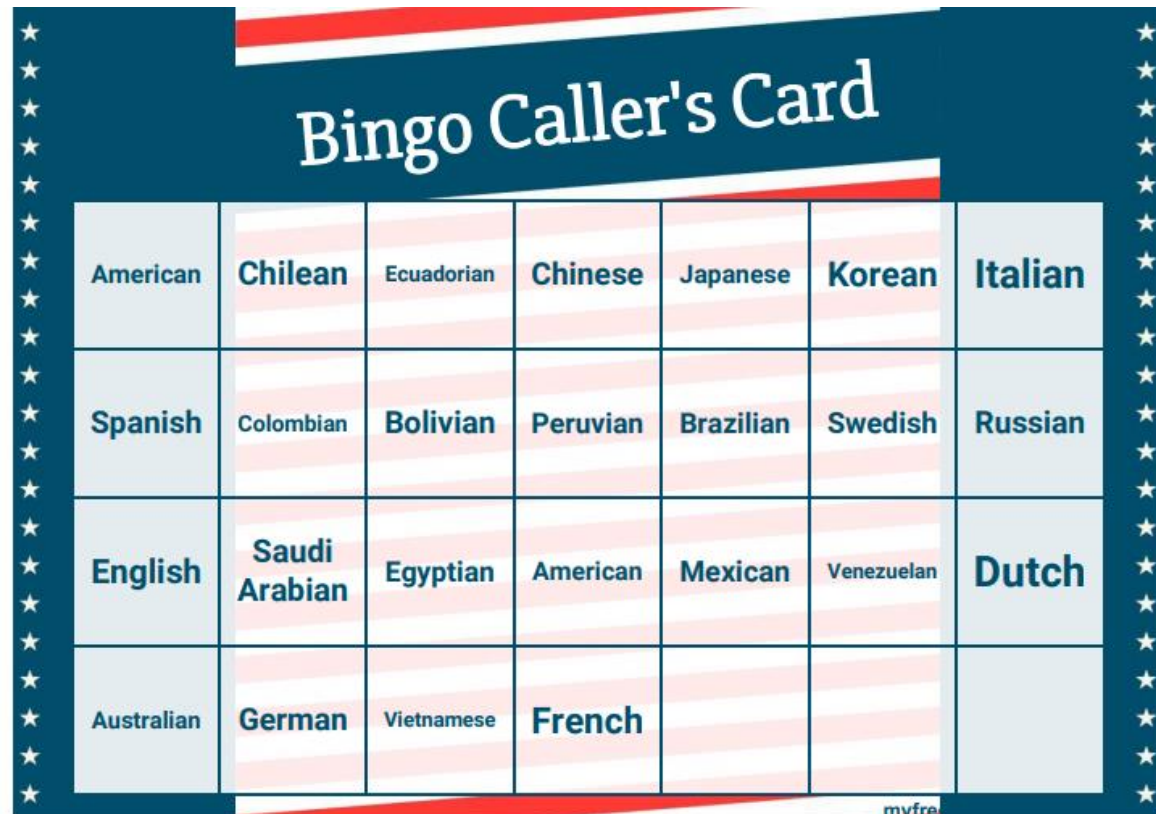 Bingo Caller's Card
American Chilean Ecuadorian Chinese Japanese Korean Italian
Spanish Colombian Bolivian Peruvian Brazilian Swedish Russian
English Saudi Arabian Egyptian American Mexican Venezuelan Dutch
Australian German Vietnamese French